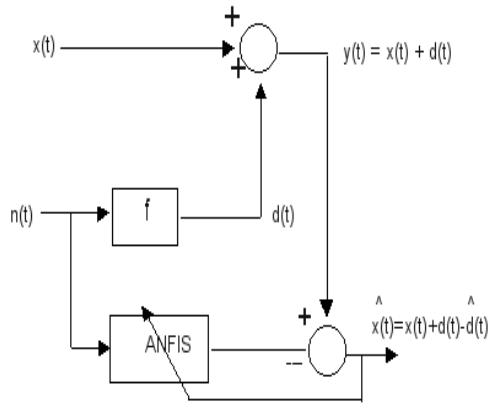 +
x(t)
+
y(t) = x(t) + d(t)
n(t)
f
d(t)
+
x̂(t)=x(t)+d(t)-d̂(t)
ANFIS
--